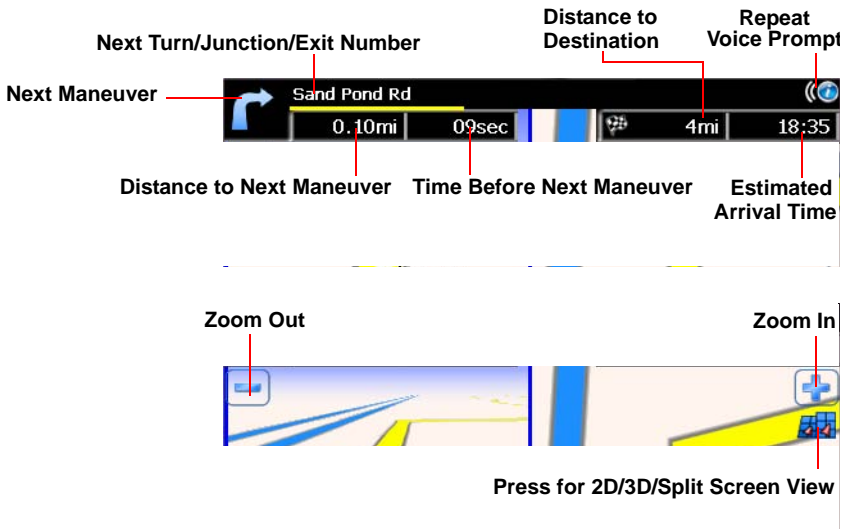 Distance to
Destination
Repeat
Voice Prompt
Next Turn/Junction/Exit Number
Next Maneuver
Sand Pond Rd
0.10mi
09sec
4mi
18:35
Distance to Next Maneuver
Time Before Next Maneuver
Estimated
Arrival Time
Zoom Out
Zoom In
Press for 2D/3D/Split Screen View